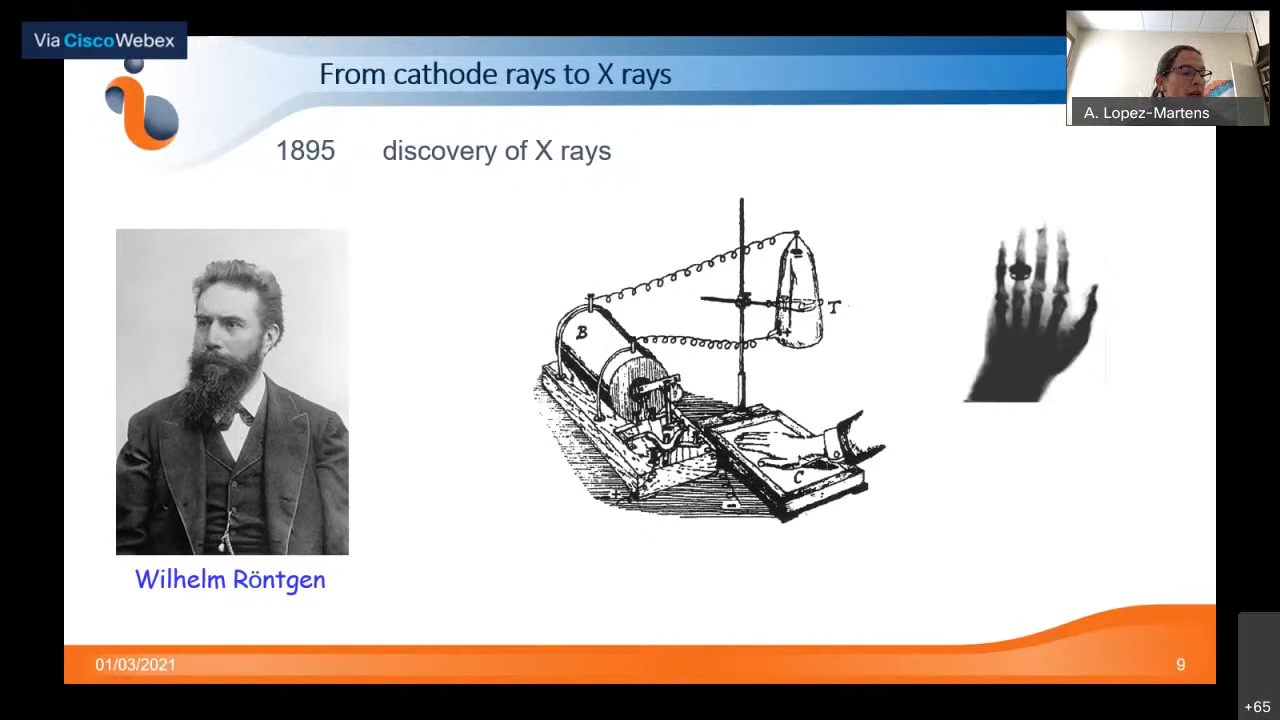 Via CiscoWebex
From cathode rays to X rays
A. Lopez-Martens
1895 discovery of X rays
B
T
C
Wilhelm Röntgen
01/03/2021
9
+65